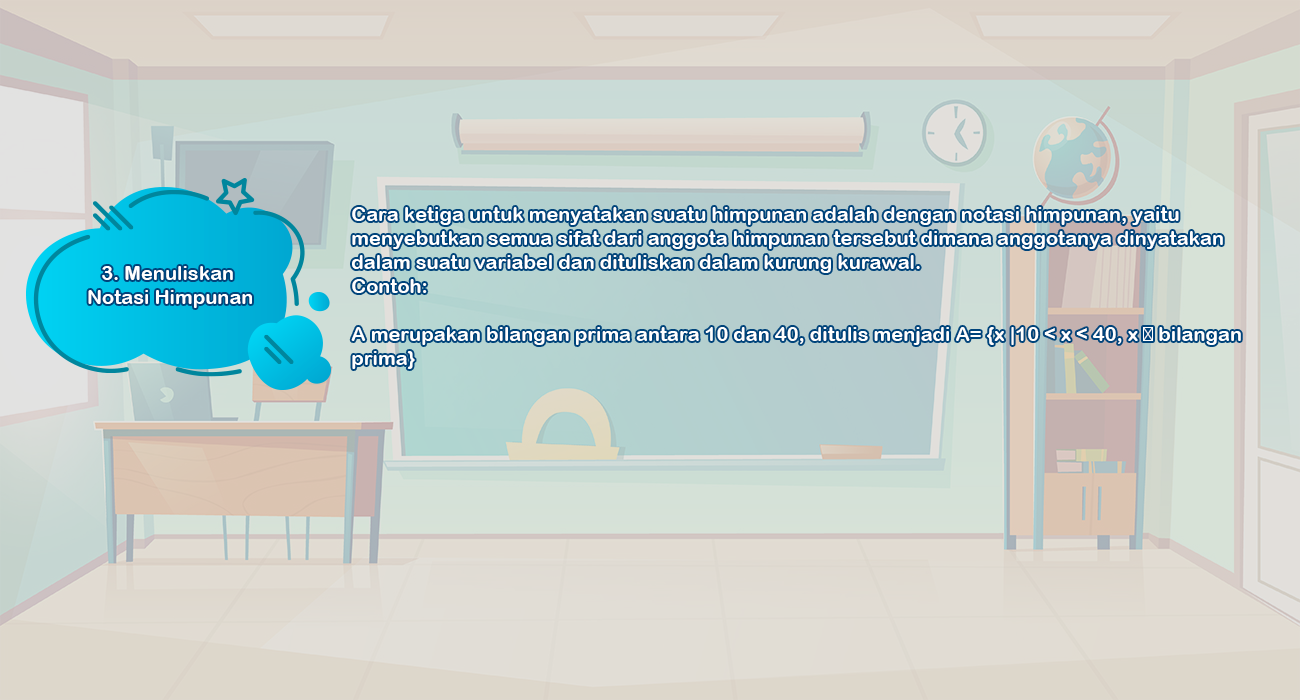 3. Menuliskan
Notasi Himpunan
Cara ketiga untuk menyatakan suatu himpunan adalah dengan notasi himpunan, yaitu
menyebutkan semua sifat dari anggota himpunan tersebut dimana anggotanya dinyatakan
dalam suatu variabel dan dituliskan dalam kurung kurawal.
Contoh:
A merupakan bilangan prima antara 10 dan 40, ditulis menjadi A= {x |10 < x < 40, x bilangan
prima}